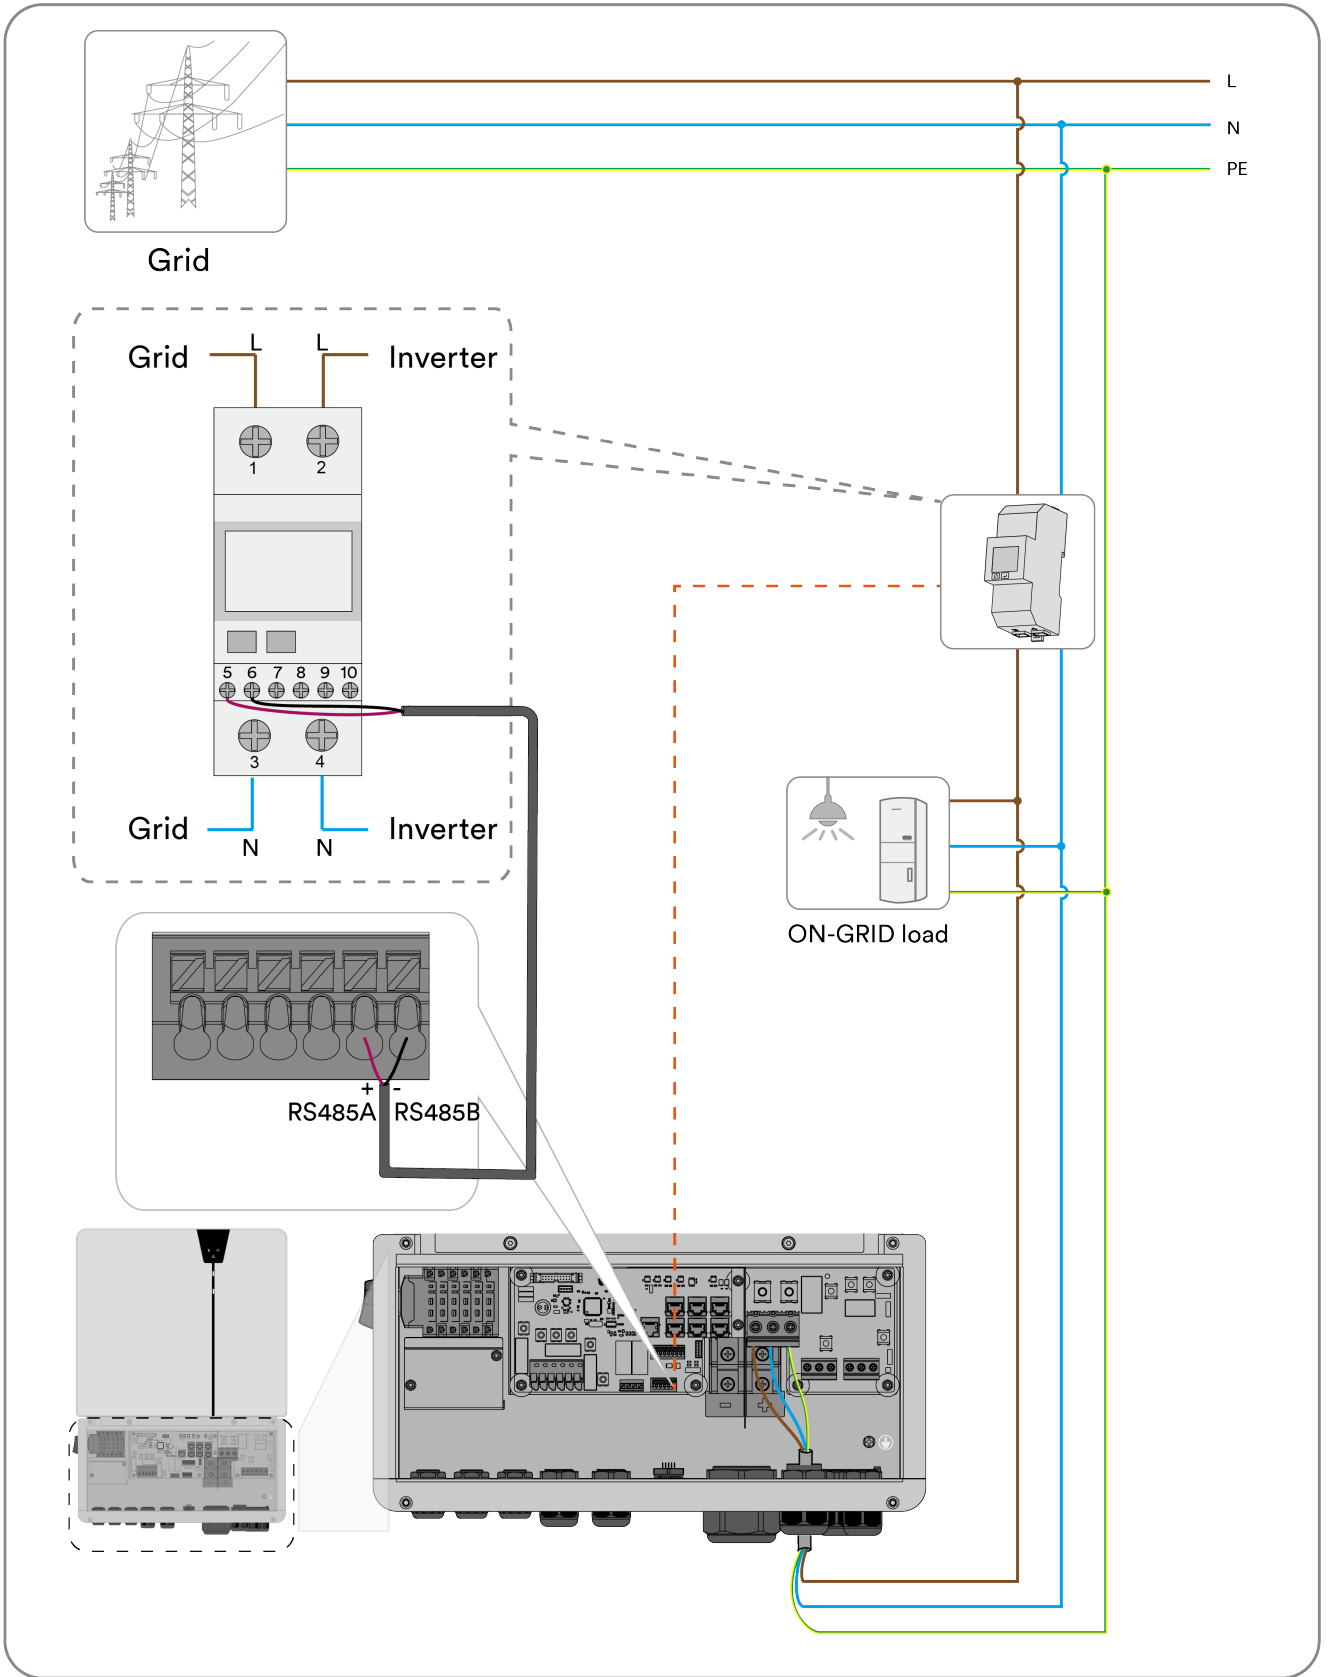 L
N
PE
Grid
L L
Grid Inverter
1 2
5 6 7 8 9 10
3 4
Grid Inverter
N N
ON-GRID load
+ -
RS485A RS485B
− +